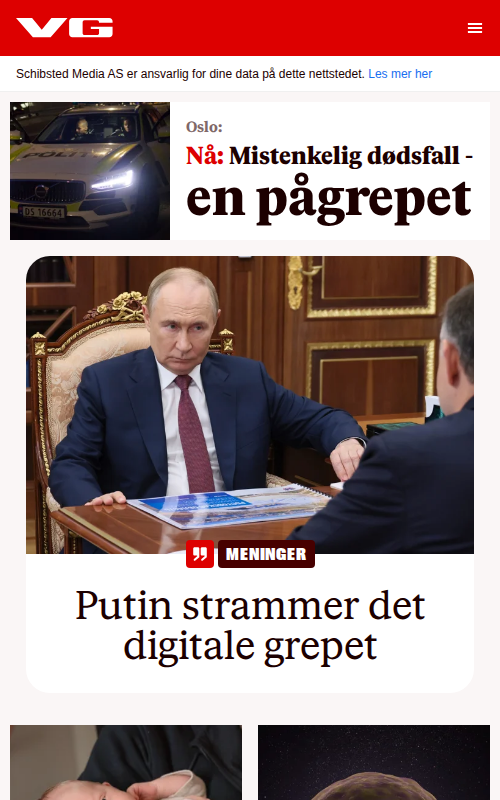 VG
Schibsted Media AS er ansvarlig for dine data på dette nettstedet. Les mer her
Oslo:
Nå: Mistenkelig dødsfall -
en pågrepet
POLITI
DS 16664
MENINGER
Putin strammer det
digitale grepet